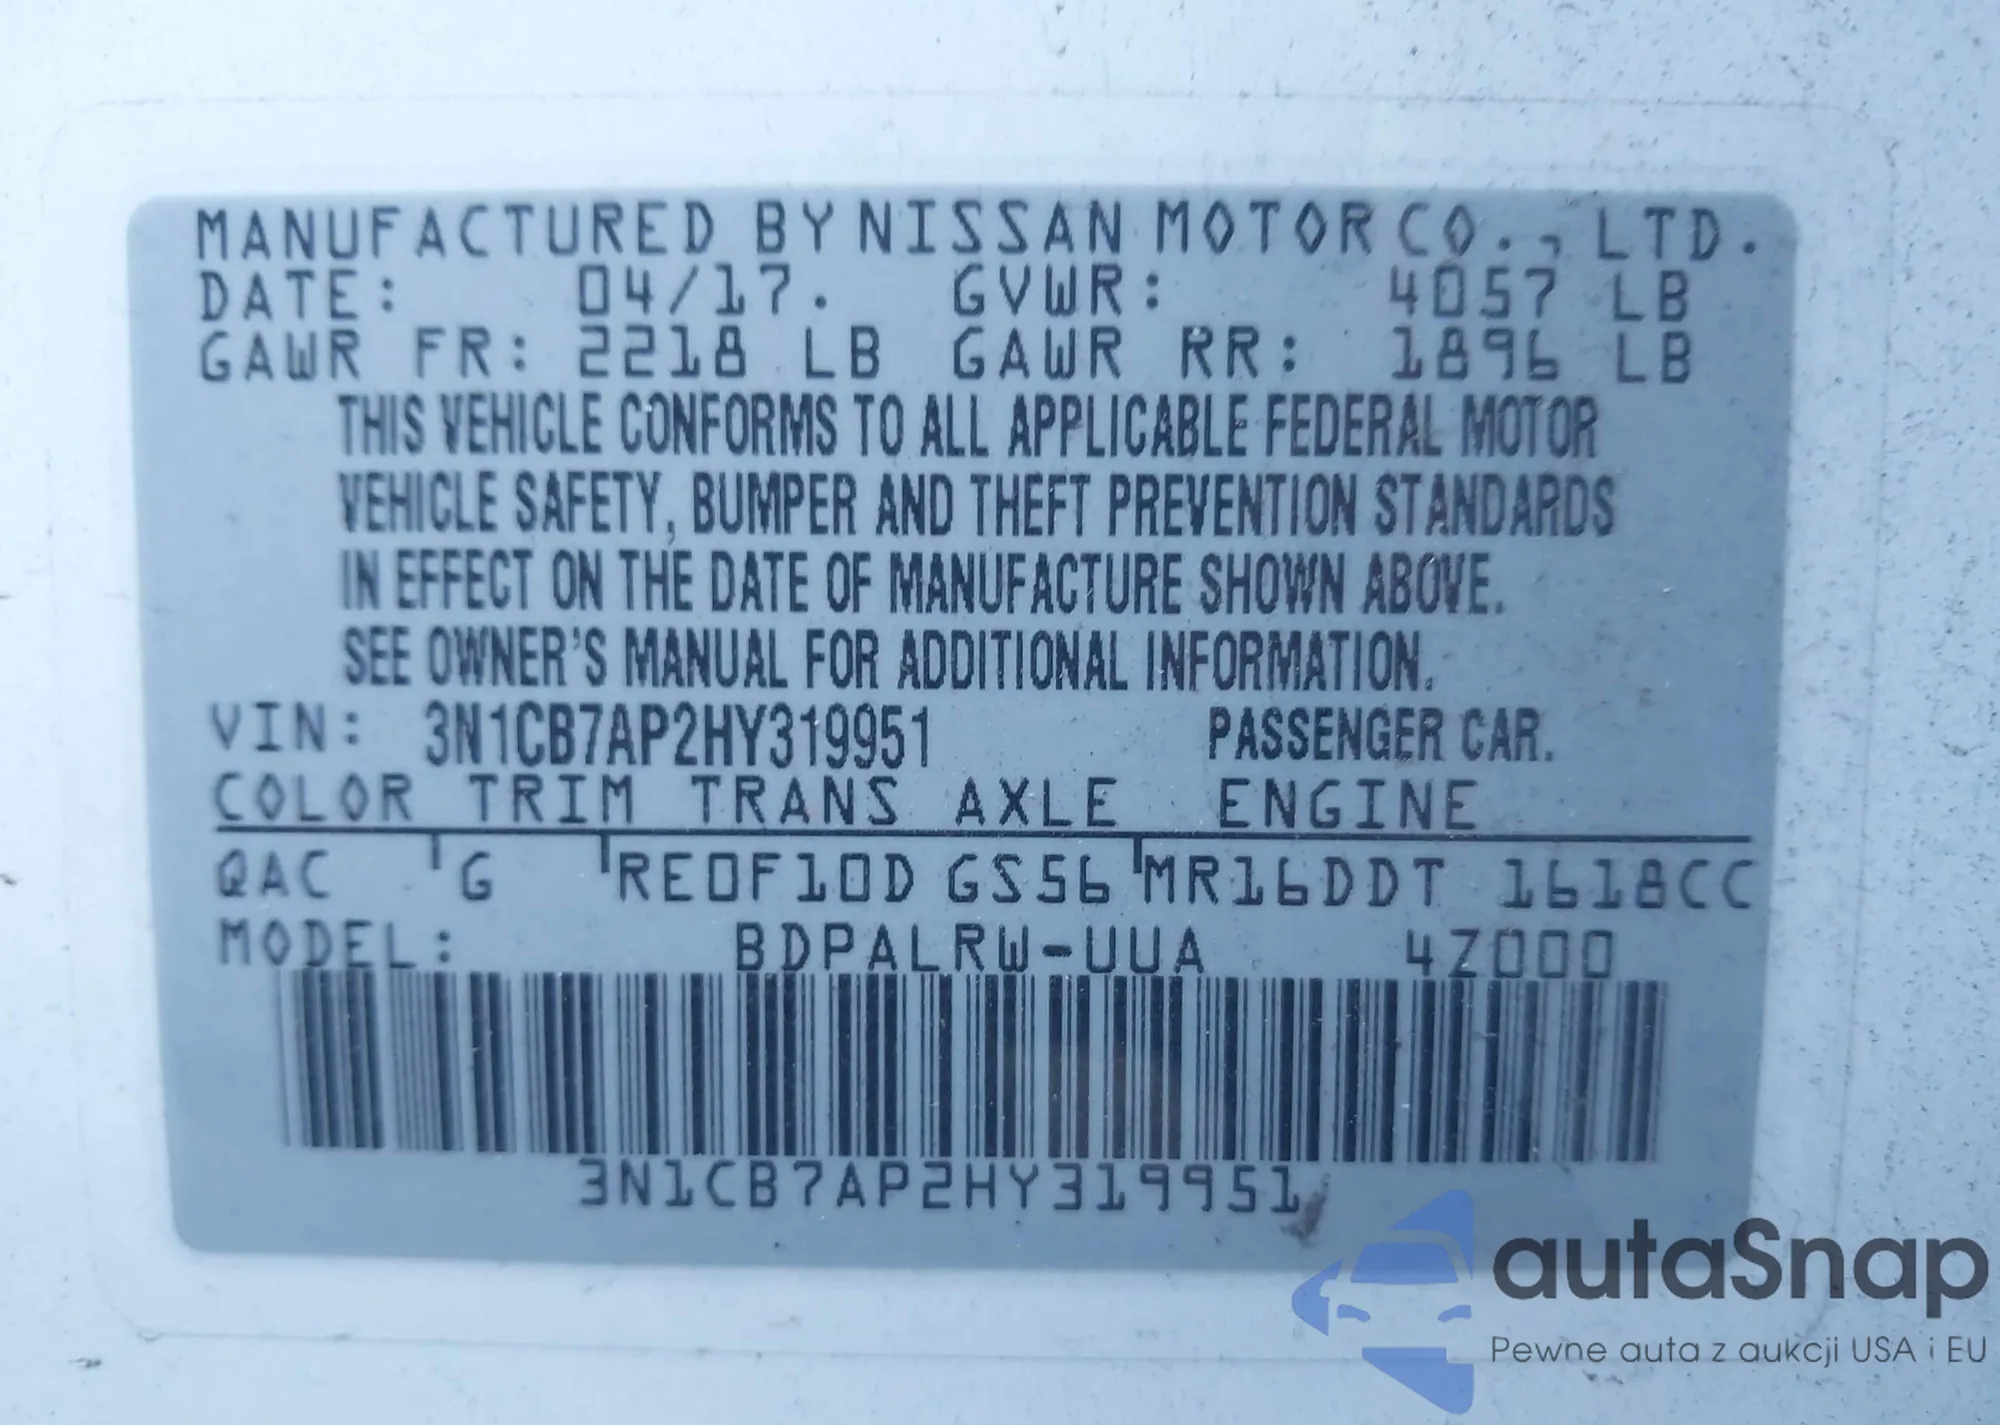 MANUFACTURED BY NISSAN MOTOR CO., LTD.
DATE: 04/17. GVWR: 4057 LB
GAWR FR: 2218 LB GAWR RR: 1896 LB
THIS VEHICLE CONFORMS TO ALL APPLICABLE FEDERAL MOTOR
VEHICLE SAFETY, BUMPER AND THEFT PREVENTION STANDARDS
IN EFFECT ON THE DATE OF MANUFACTURE SHOWN ABOVE.
SEE OWNER'S MANUAL FOR ADDITIONAL INFORMATION.
VIN: 3N1CB7AP2HY319951 PASSENGER CAR.
COLOR TRIM TRANS AXLE ENGINE
QAC G RE0F10D GS56 MR16DDT 1618CC
MODEL: BDPALRW-UUA 4Z000
3N1CB7AP2HY319951
autaSnap
Pewne auta z aukcji USA i EU